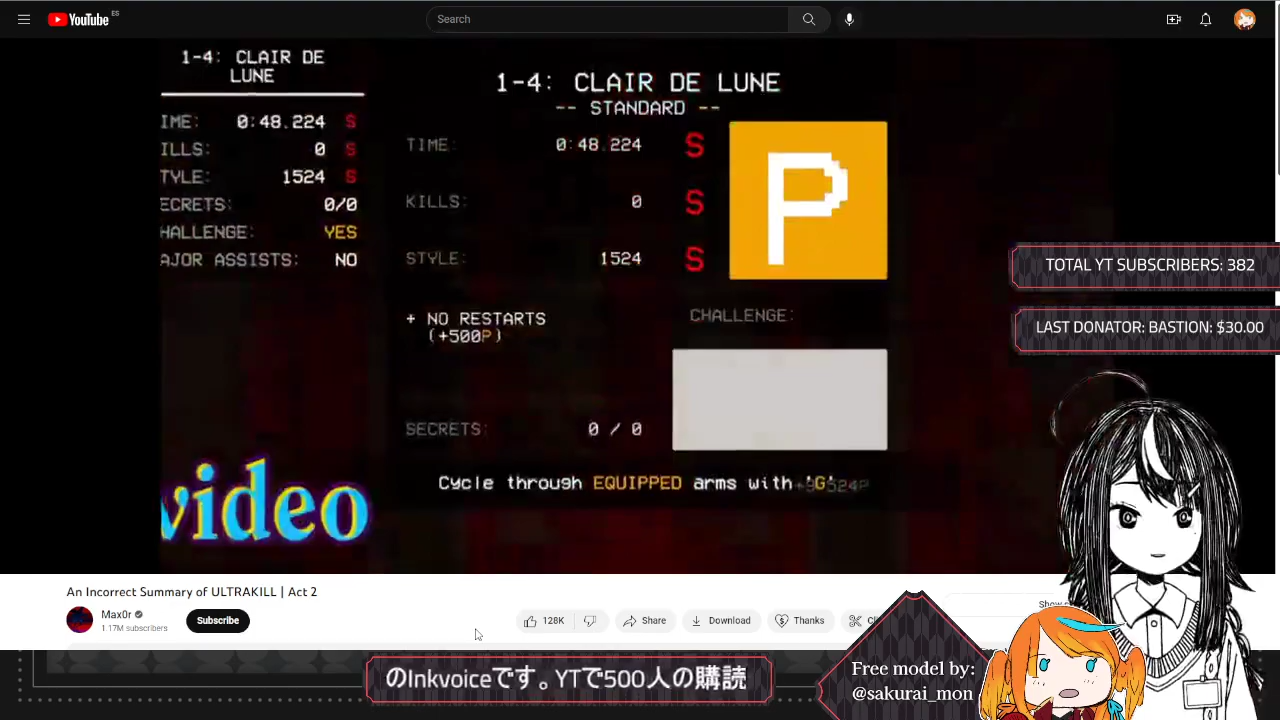 YouTube ES
Search
1-4: CLAIR DE
LUNE
IME: 0:48.224 S
ILLS: 0 S
TYLE: 1524 S
ECRETS: 0/0
HALLENGE: YES
AJOR ASSISTS: NO
video
1-4: CLAIR DE LUNE
-- STANDARD --
TIME: 0:48.224 S
KILLS: 0 S
STYLE: 1524 S
P
+ NO RESTARTS
(+500P)
CHALLENGE:
SECRETS: 0 / 0
Cycle through EQUIPPED arms with 'G'
TOTAL YT SUBSCRIBERS: 382
LAST DONATOR: BASTION: $30.00
An Incorrect Summary of ULTRAKILL | Act 2
Max0r
1.17M subscribers
Subscribe
128K
Share
Download
Thanks
のInkvoiceです。YTで500人の購読
Free model by:
@sakurai_mon